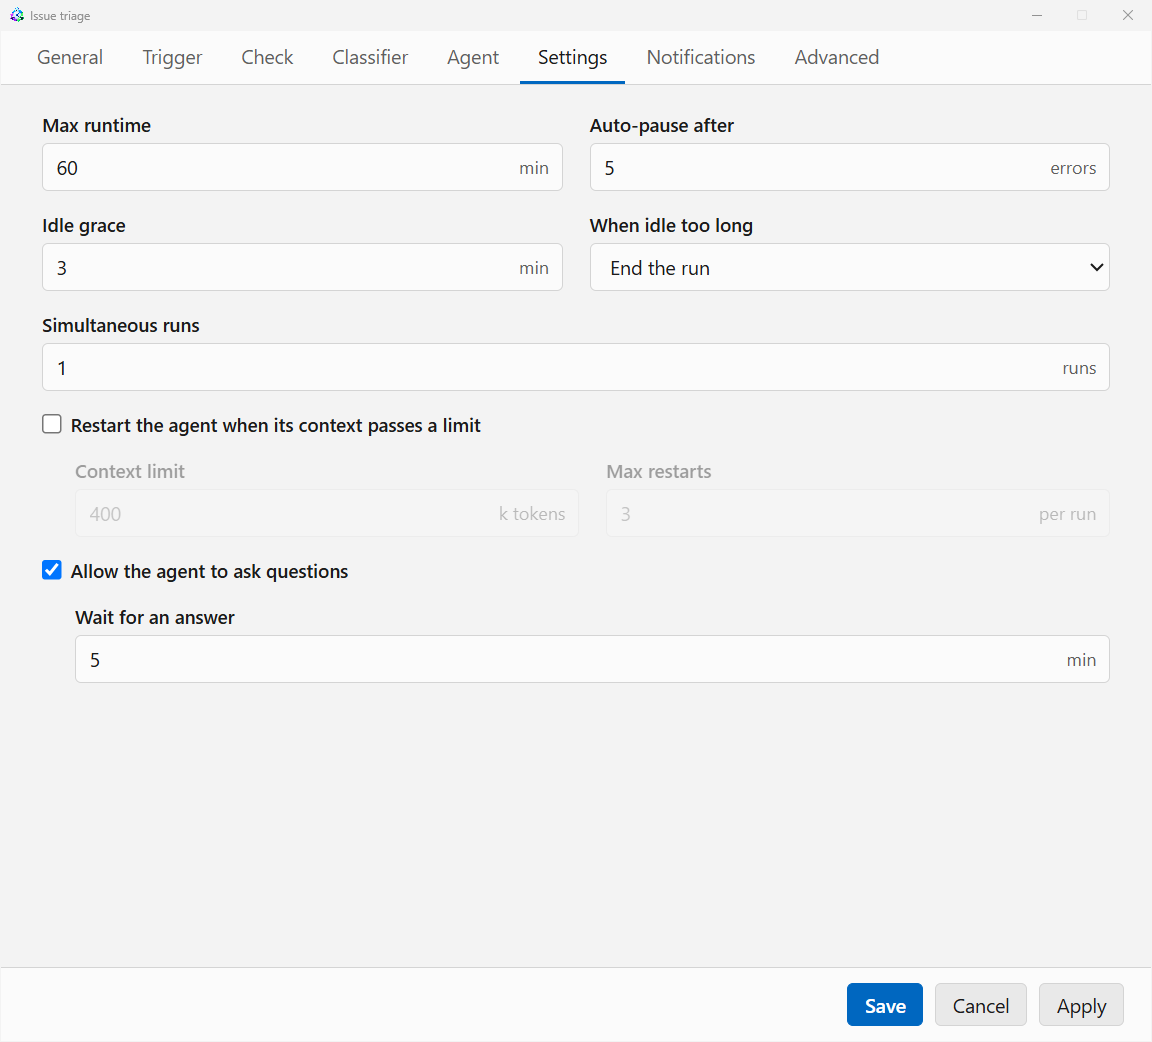 Issue triage
General Trigger Check Classifier Agent Settings Notifications Advanced
Max runtime Auto-pause after
60 min 5 errors
Idle grace When idle too long
3 min End the run
Simultaneous runs
1 runs
Restart the agent when its context passes a limit
Context limit Max restarts
400 k tokens 3 per run
Allow the agent to ask questions
Wait for an answer
5 min
Save Cancel Apply